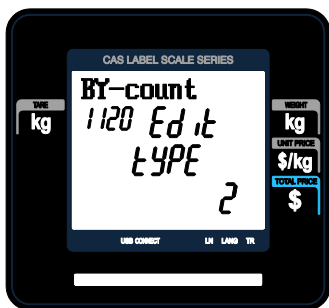 CAS LABEL SCALE SERIES
BY-count
1120 Edit
tYPE
2
TARE
kg
WEIGHT
kg
UNIT PRICE
$/kg
TOTAL PRICE
$
USB CONNECT LN LANG TR